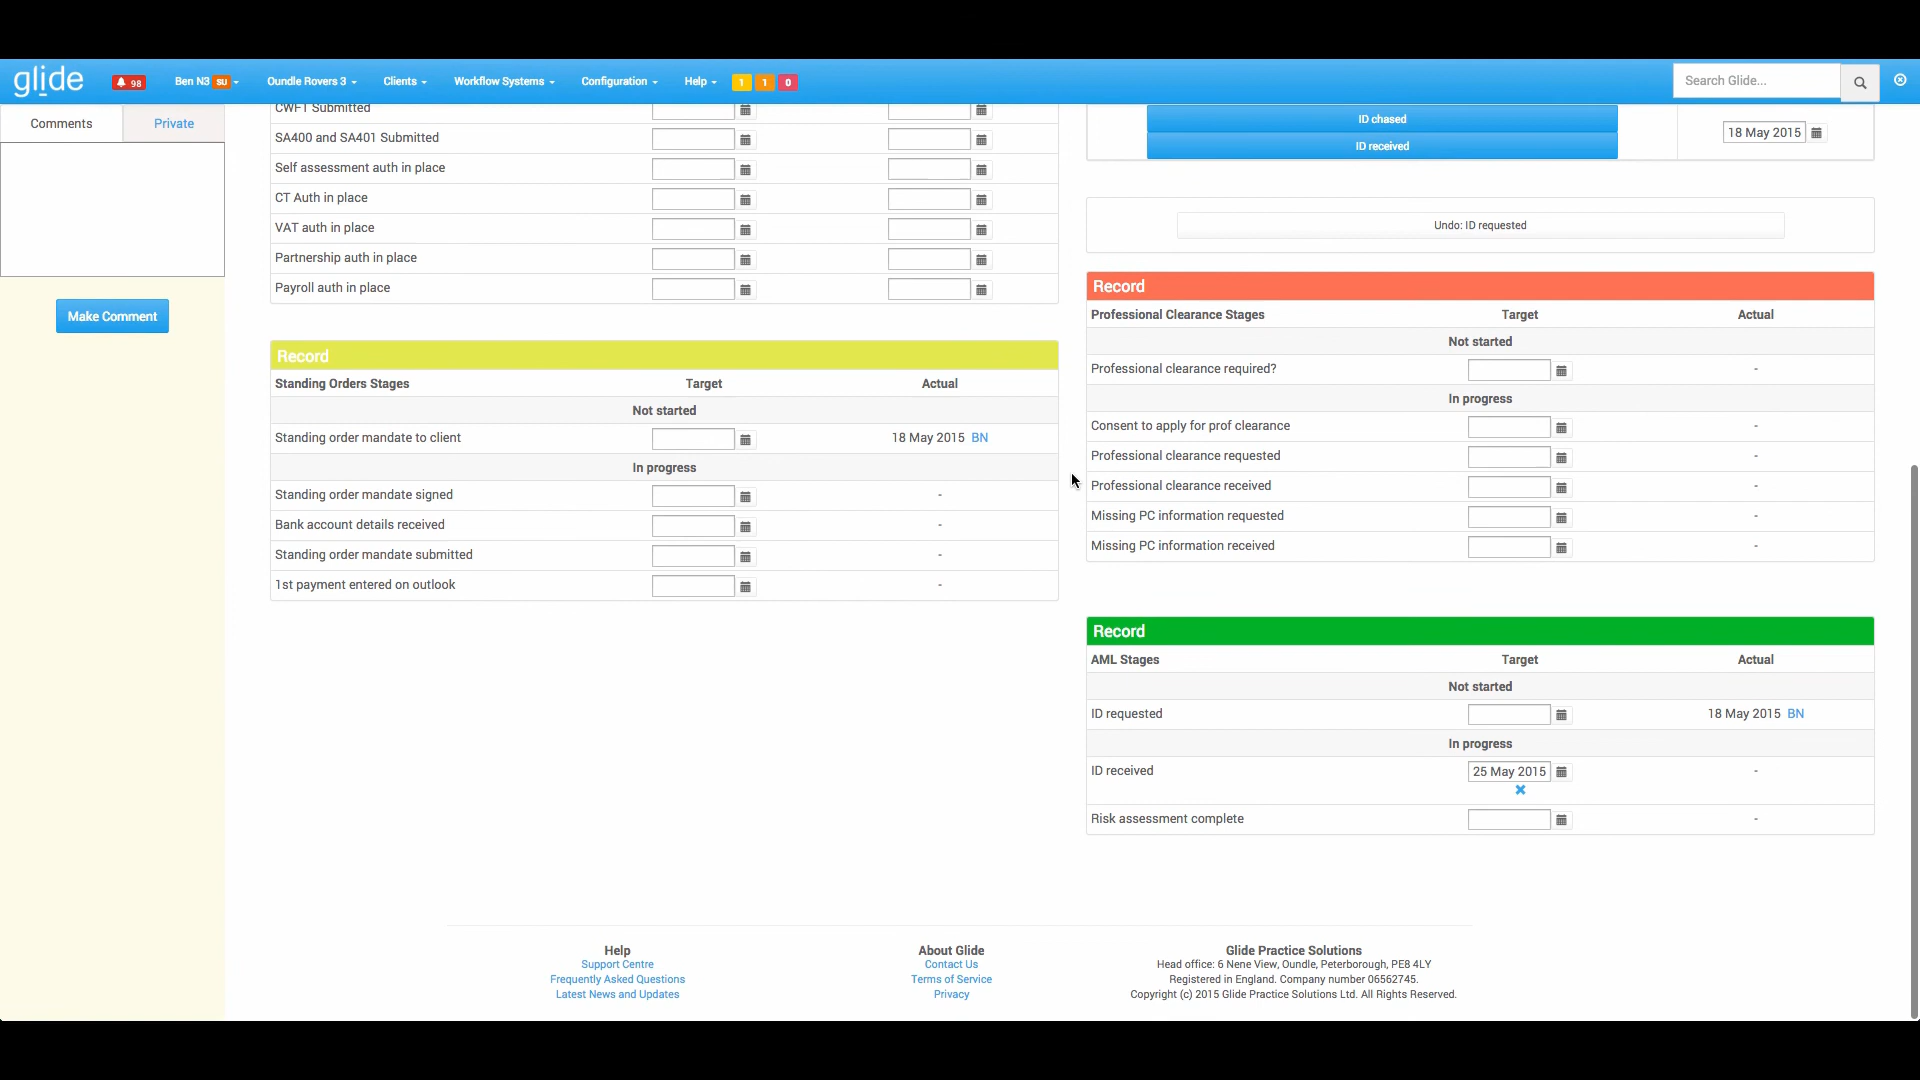 glide 98 Ben N3 SU Oundle Rovers 3 Clients Workflow Systems Configuration Help 1 1 0 Search Glide...
Comments Private
Make Comment
CWF1 Submitted
SA400 and SA401 Submitted
Self assessment auth in place
CT Auth in place
VAT auth in place
Partnership auth in place
Payroll auth in place
Record
Standing Orders Stages Target Actual
Not started
Standing order mandate to client 18 May 2015 BN
In progress
Standing order mandate signed -
Bank account details received -
Standing order mandate submitted -
1st payment entered on outlook -
ID chased
ID received
18 May 2015
Undo: ID requested
Record
Professional Clearance Stages Target Actual
Not started
Professional clearance required? -
In progress
Consent to apply for prof clearance -
Professional clearance requested -
Professional clearance received -
Missing PC information requested -
Missing PC information received -
Record
AML Stages Target Actual
Not started
ID requested 18 May 2015 BN
In progress
ID received 25 May 2015 -
Risk assessment complete -
Help
Support Centre
Frequently Asked Questions
Latest News and Updates
About Glide
Contact Us
Terms of Service
Privacy
Glide Practice Solutions
Head office: 6 Nene View, Oundle, Peterborough, PE8 4LY
Registered in England. Company number 06562745.
Copyright (c) 2015 Glide Practice Solutions Ltd. All Rights Reserved.